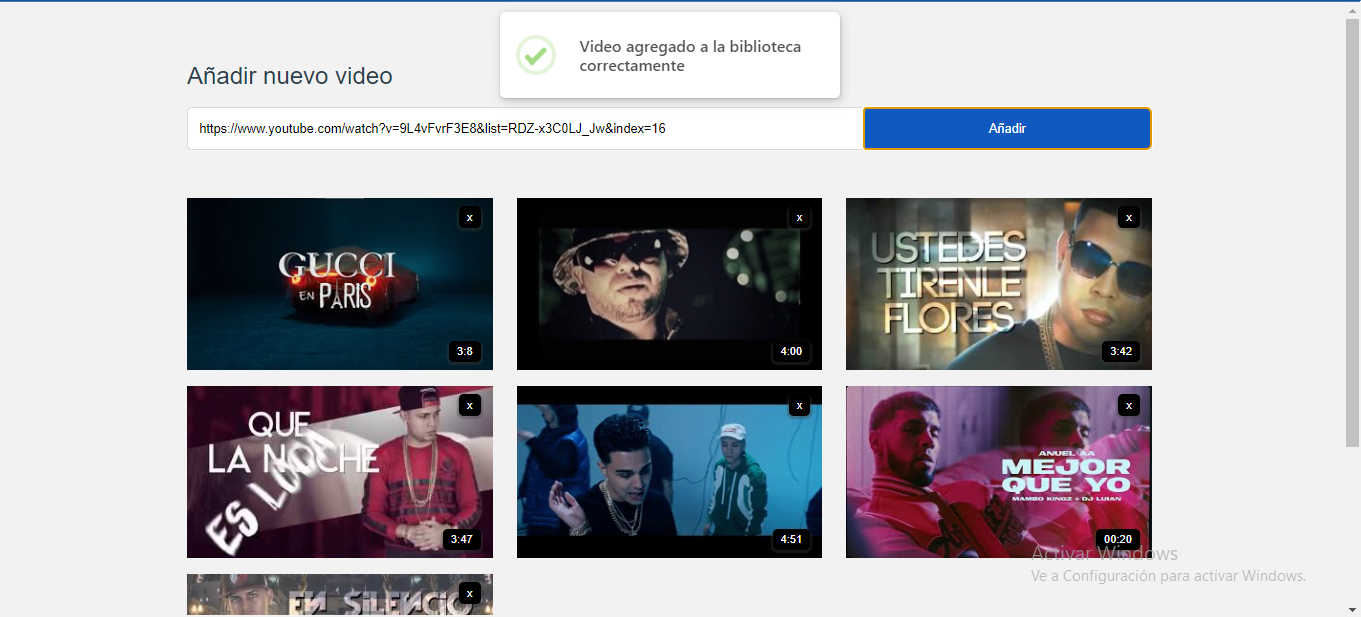 Video agregado a la biblioteca
correctamente
Añadir nuevo video
https://www.youtube.com/watch?v=9L4vFvrF3E8&list=RDZ-x3C0LJ_Jw&index=16
Añadir
x
x
x
GUCCI
EN PARIS
USTEDES
TIRENLE
FLORES
3:8
4:00
3:42
x
x
x
QUE
LA NOCHE
ES LOCA
ANUEL AA
MEJOR
QUE YO
MAMBO KINGZ + DJ LUIAN
3:47
4:51
00:20
Activar Windows
Ve a Configuración para activar Windows.
x
EN SILENCIO